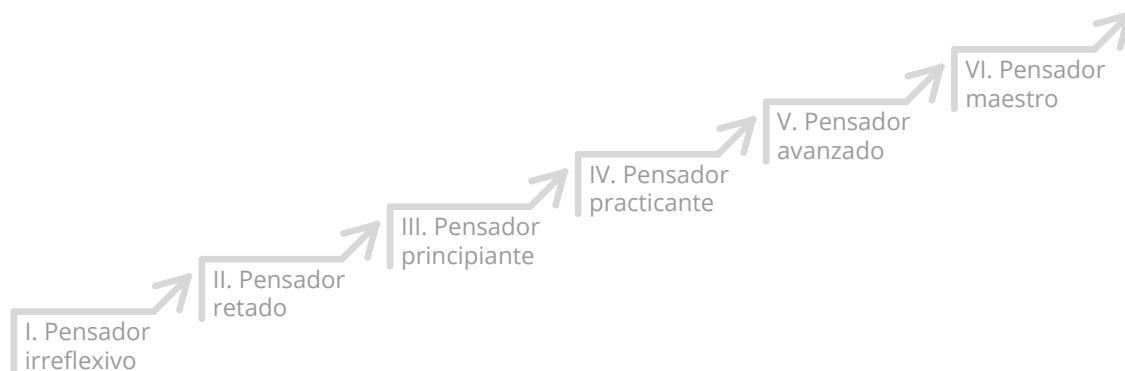 I. Pensador
irreflexivo
II. Pensador
retado
III. Pensador
principiante
IV. Pensador
practicante
V. Pensador
avanzado
VI. Pensador
maestro